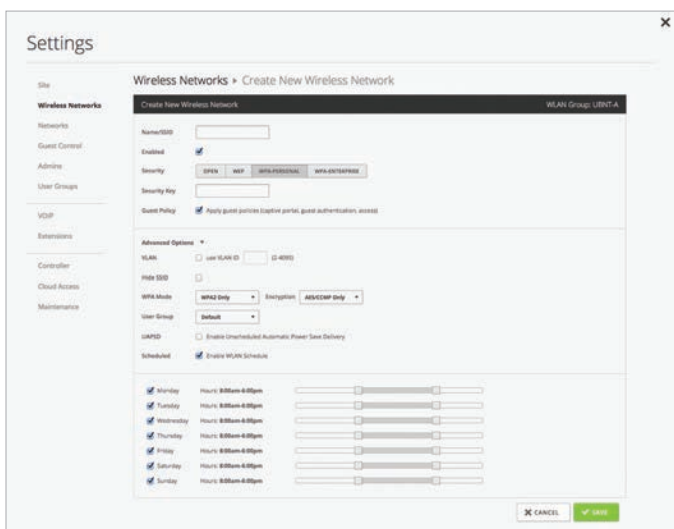 Settings
Site
Wireless Networks
Networks
Guest Control
Admins
User Groups
VOIP
Extensions
Controller
Cloud Access
Maintenance
Wireless Networks ▸ Create New Wireless Network
Create New Wireless Network WLAN Group: UBNT-A
Name/SSID
Enabled
Security OPEN WEP WPA-PERSONAL WPA-ENTERPRISE
Security Key
Guest Policy Apply guest policies (captive portal, guest authentication, access)
Advanced Options
VLAN use VLAN ID (2-4095)
Hide SSID
WPA Mode WPA2 Only Encryption AES/CCMP Only
User Group Default
UAPSD Enable Unscheduled Automatic Power Save Delivery
Scheduled Enable WLAN Schedule
Monday Hours: 8:00am-6:00pm
Tuesday Hours: 8:00am-6:00pm
Wednesday Hours: 8:00am-6:00pm
Thursday Hours: 8:00am-6:00pm
Friday Hours: 8:00am-6:00pm
Saturday Hours: 8:00am-6:00pm
Sunday Hours: 8:00am-6:00pm
CANCEL SAVE